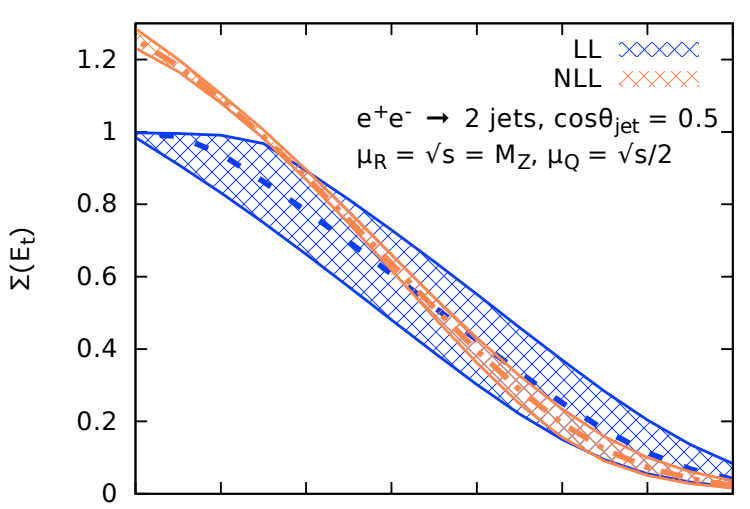 LL
NLL
e⁺e⁻ → 2 jets, cosθ_jet = 0.5
μ_R = √s = M_Z, μ_Q = √s/2
Σ(E_t)
1.2
1
0.8
0.6
0.4
0.2
0